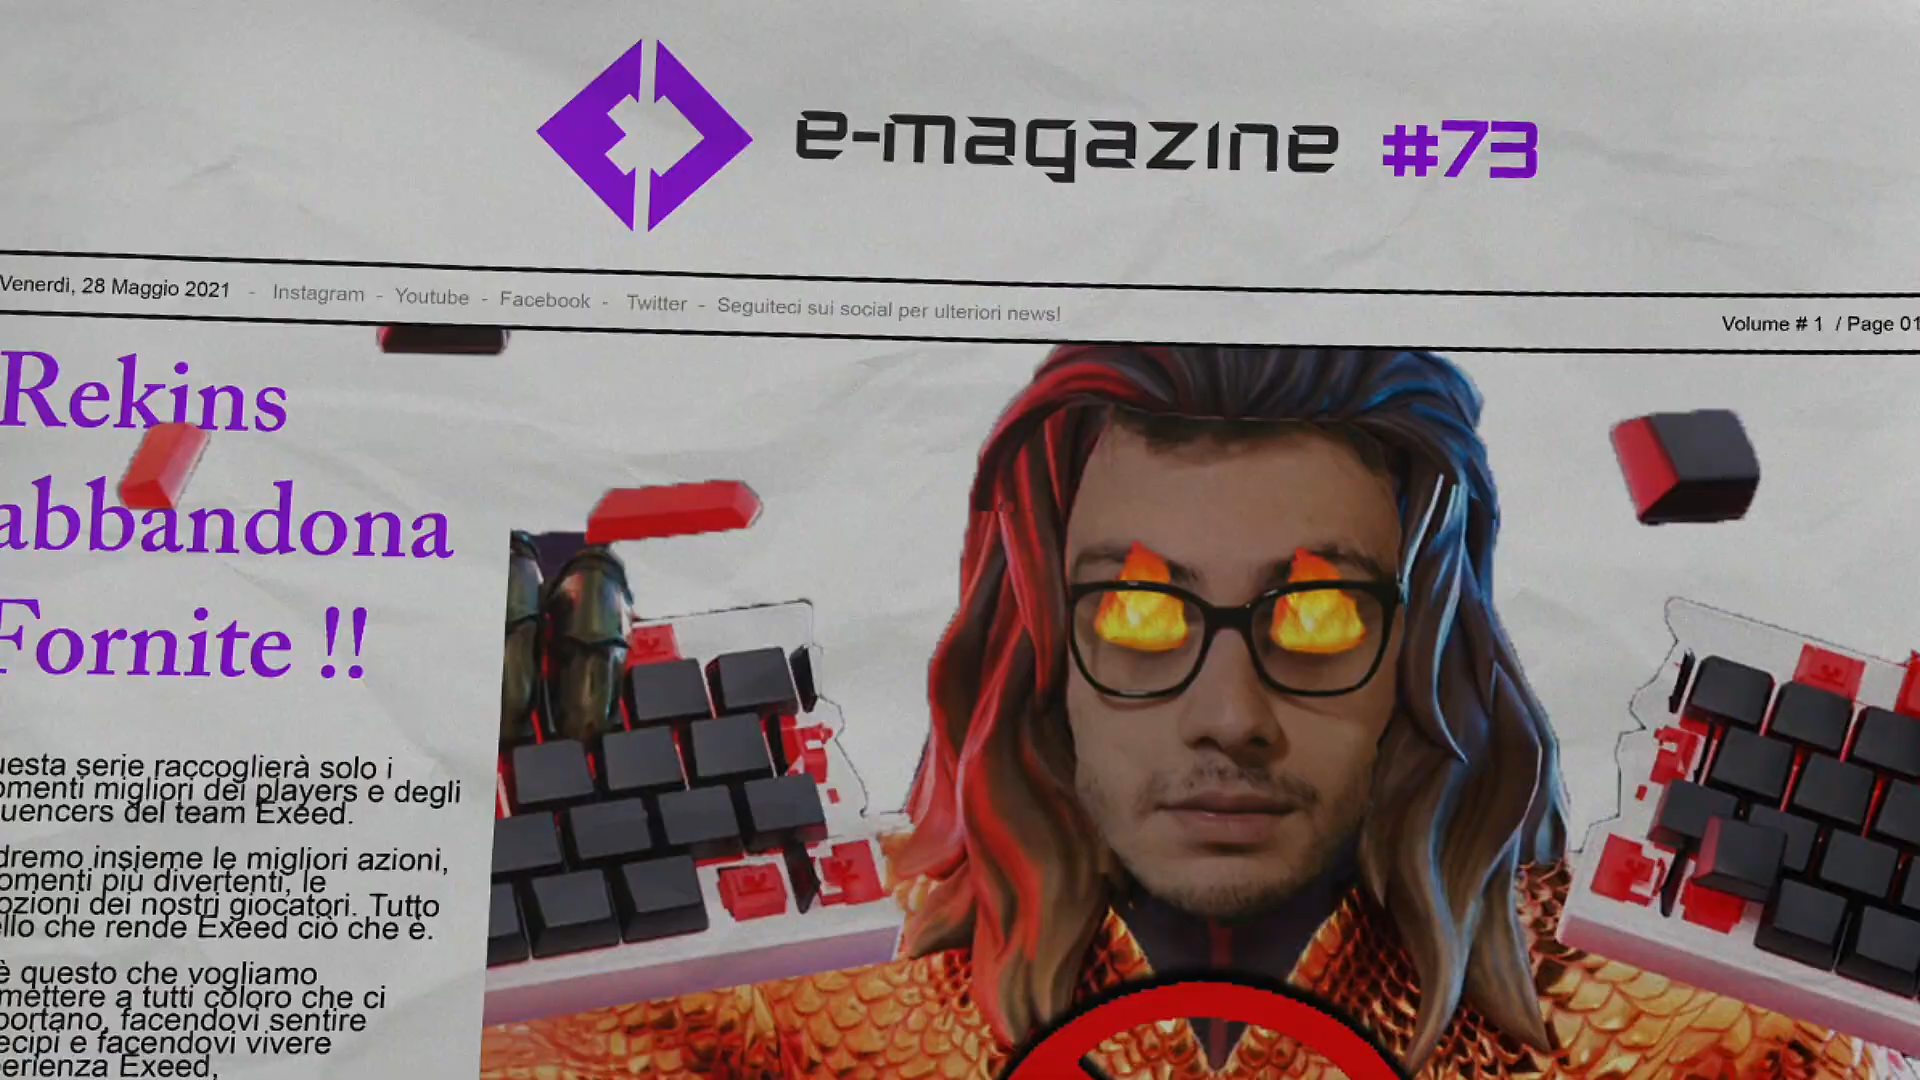 e-magazine #73
Venerdì, 28 Maggio 2021 - Instagram - Youtube - Facebook - Twitter - Seguiteci sui social per ulteriori news!
Volume # 1 / Page 01
Rekins
abbandona
Fornite !!
uesta serie raccoglierà solo i
omenti migliori dei players e degli
uencers del team Exeed.
dremo insieme le migliori azioni,
omenti più divertenti, le
ozioni dei nostri giocatori. Tutto
ello che rende Exeed ciò che è.
è questo che vogliamo
mettere a tutti coloro che ci
portano, facendovi sentire
ecipi e facendovi vivere
perienza Exeed,